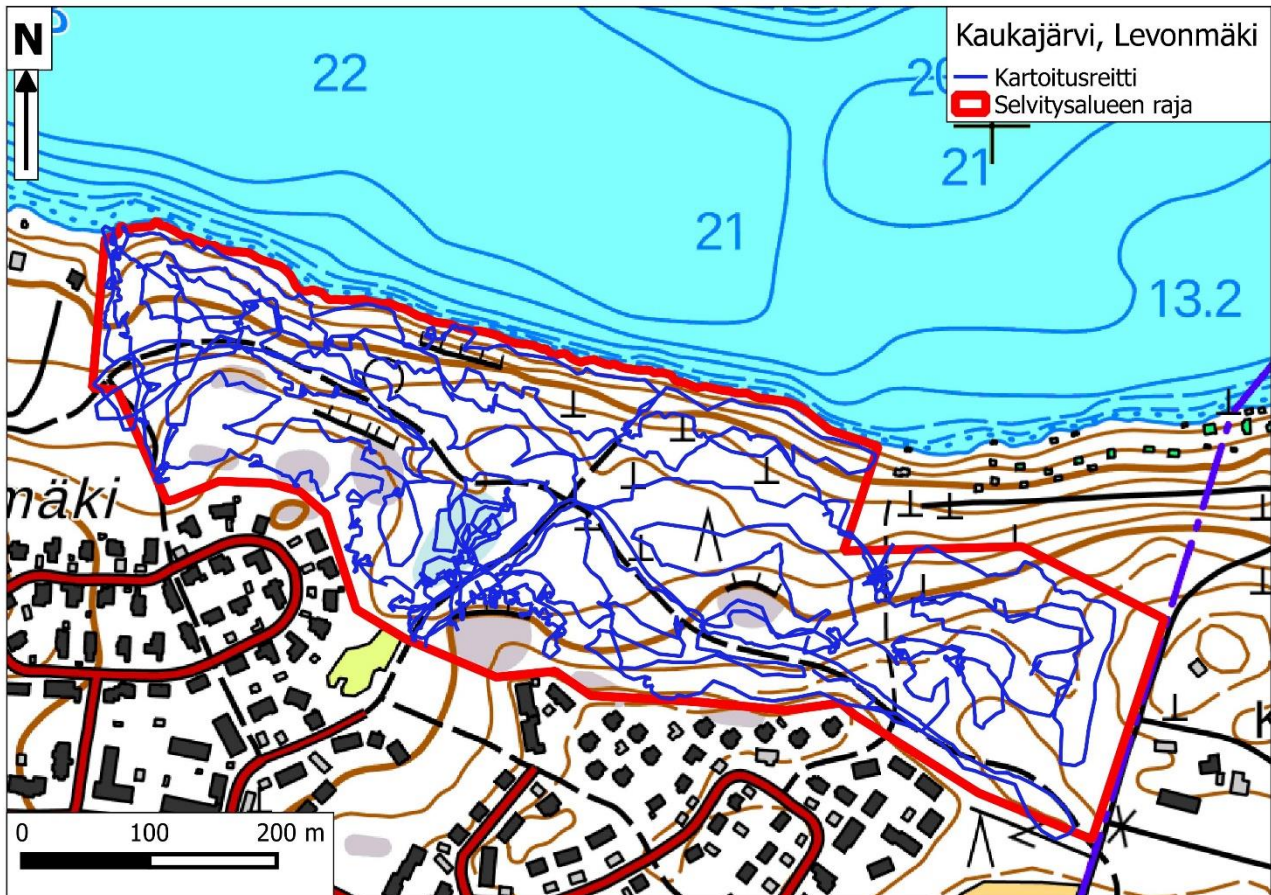 N
Kaukajärvi, Levonmäki
Kartoitusreitti
Selvitysalueen raja
22
21
21
13.2
mäki
0 100 200 m